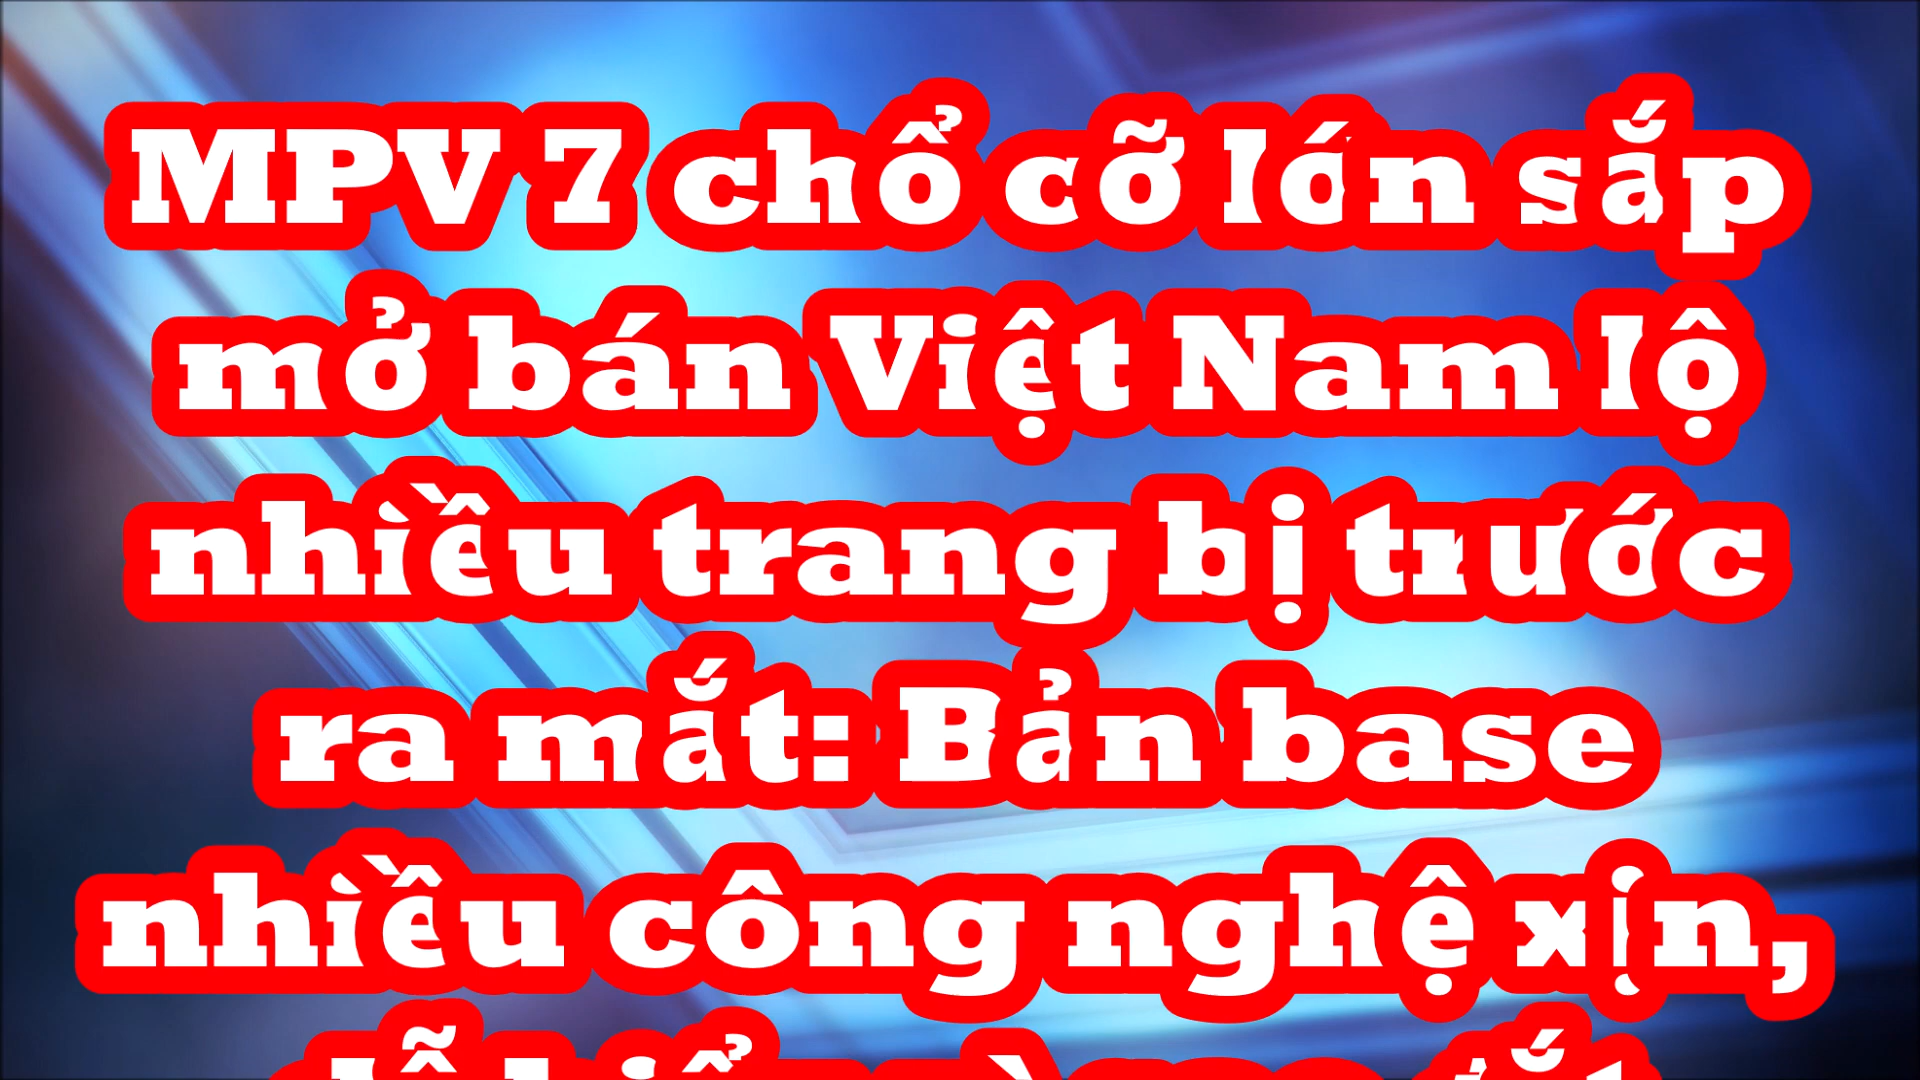 MPV 7 chổ cỡ lớn sắp
mở bán Việt Nam lộ
nhiều trang bị trước
ra mắt: Bản base
nhiều công nghệ xịn,